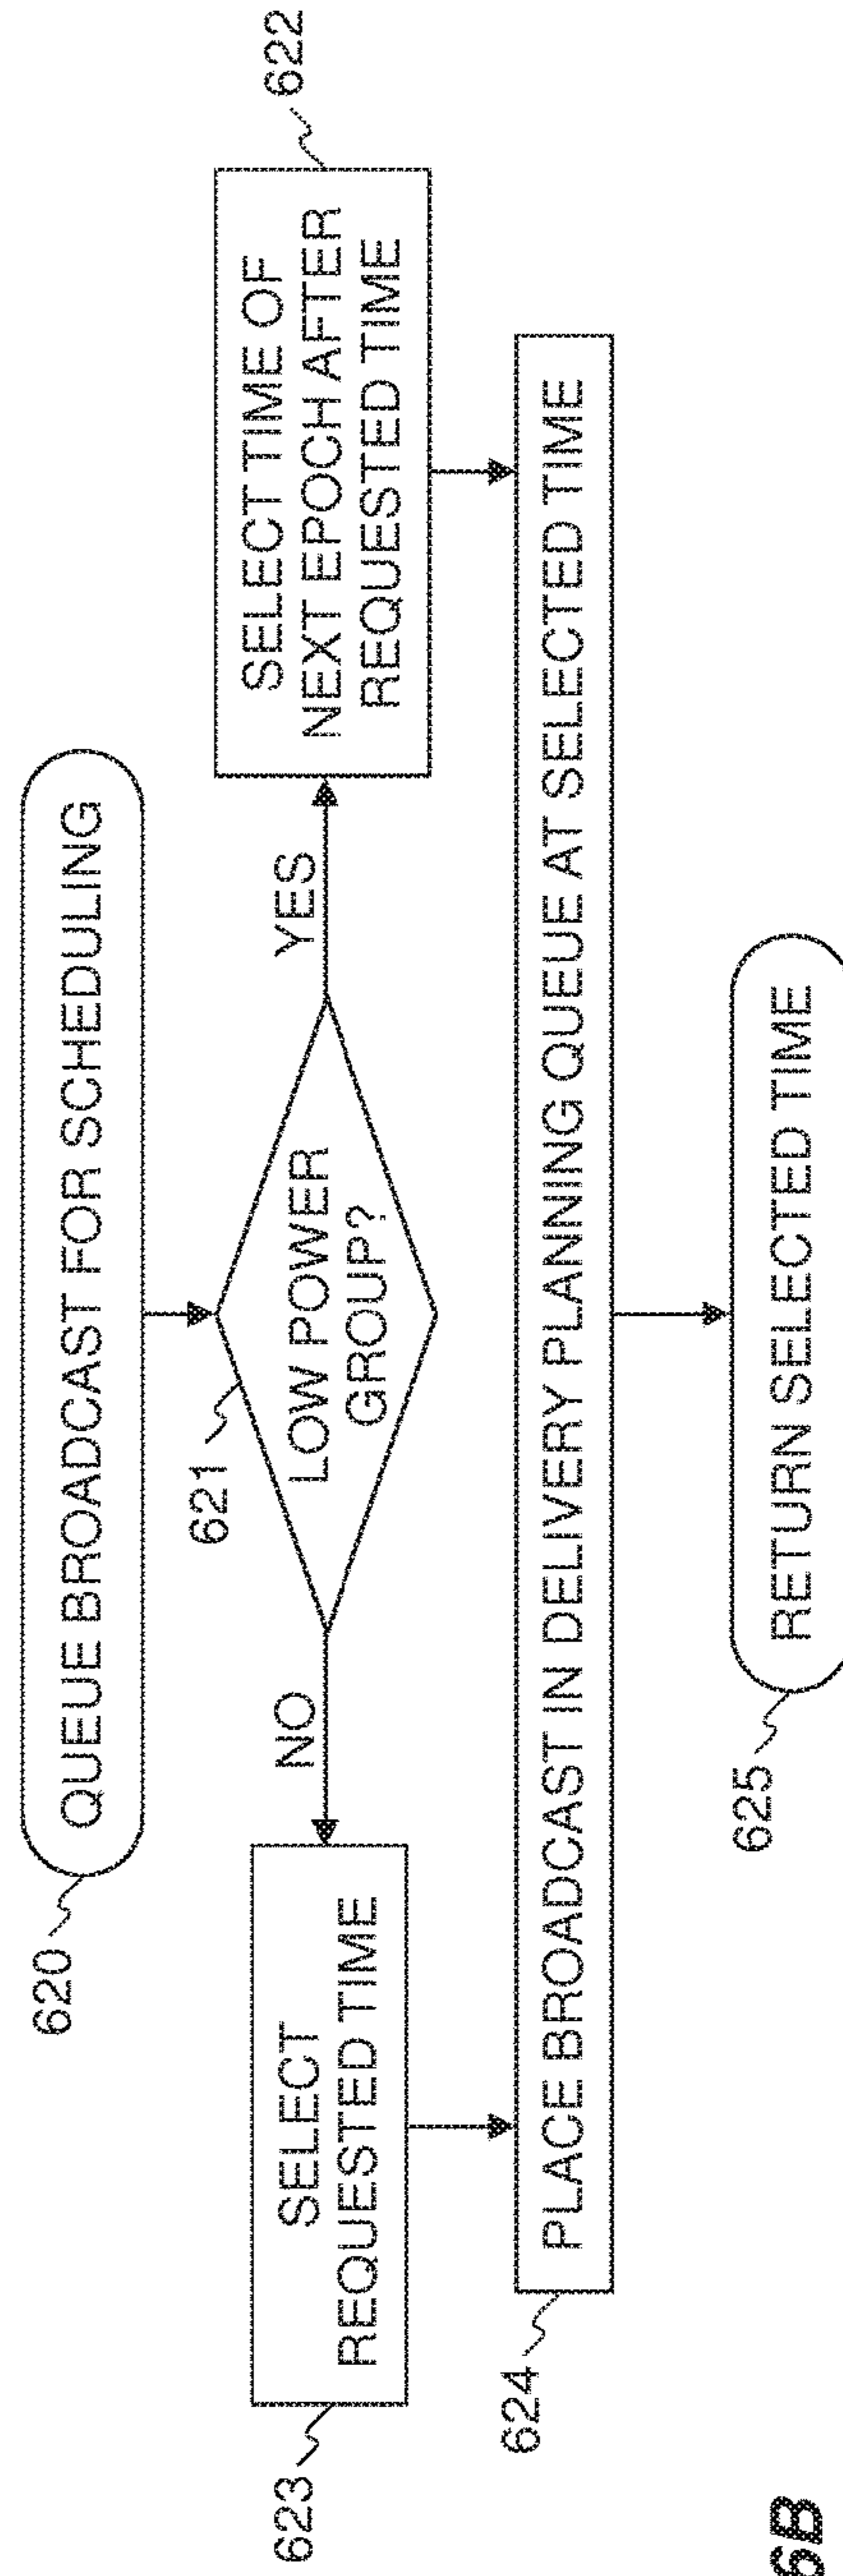 620
QUEUE BROADCAST FOR SCHEDULING
621
LOW POWER
GROUP?
NO
YES
623
SELECT
REQUESTED TIME
622
SELECT TIME OF
NEXT EPOCH AFTER
REQUESTED TIME
624
PLACE BROADCAST IN DELIVERY PLANNING QUEUE AT SELECTED TIME
625
RETURN SELECTED TIME
6B